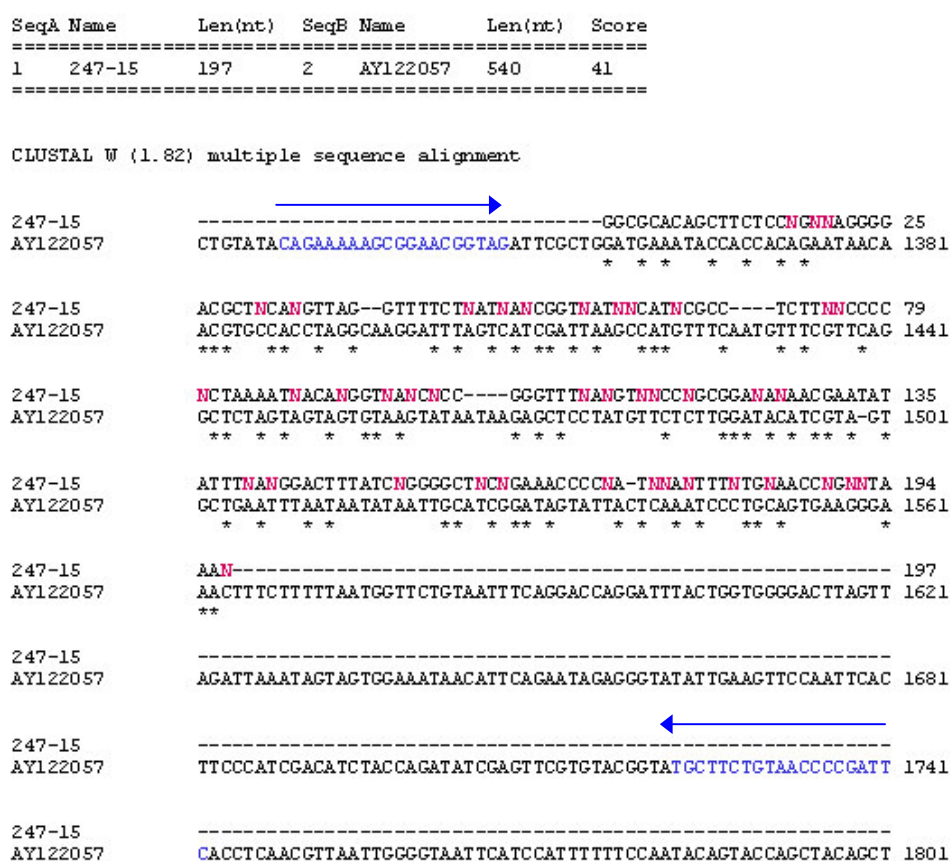 SeqA Name Len(nt) SeqB Name Len(nt) Score
=======================================================
1 247-15 197 2 AY122057 540 41
=======================================================
CLUSTAL W (1.82) multiple sequence alignment
247-15 -----------------------------------GGCGCACAGCTTCTCCNGNNAGGGG 25
AY122057 CTGTATACAGAAAAAGCGGAACGGTAGATTCGCTGGATGAAATACCACCACAGAATAACA 1381
* * * * * * *
247-15 ACGCTNCANGTTAG--GTTTTCTNATNANCGGTNATNNCATNCGCC----TCTTNNCCCC 79
AY122057 ACGTGCCACCTAGGCAAGGATTTAGTCATCGATTAAGCCATGTTTCAATGTTTCGTTCAG 1441
*** ** * * * * * ** * * *** * * * *
247-15 NCTAAAATNACANGGTNANCNCC----GGGTTTNANGTNNCCNGCGGANANAACGAATAT 135
AY122057 GCTCTAGTAGTAGTGTAAGTATAATAAGAGCTCCTATGTTCTCTTGGATACATCGTA-GT 1501
** * * * ** * * * * * *** * * ** * *
247-15 ATTTNANGGACTTTATCNGGGGCTNCNGAAACCCCNA-TNNANTTTNTGNAACCNGNNTA 194
AY122057 GCTGAATTTAATAATATAATTGCATCGGATAGTATTACTCAAATCCCTGCAGTGAAGGGA 1561
* * * * ** * ** * * * * * ** * *
247-15 AAN--------------------------------------------------------- 197
AY122057 AACTTTCTTTTTAATGGTTCTGTAATTTCAGGACCAGGATTTACTGGTGGGGACTTAGTT 1621
**
247-15 ------------------------------------------------------------
AY122057 AGATTAAATAGTAGTGGAAATAACATTCAGAATAGAGGGTATATTGAAGTTCCAATTCAC 1681
247-15 ------------------------------------------------------------
AY122057 TTCCCATCGACATCTACCAGATATCGAGTTCGTGTACGGTATGCTTCTGTAACCCCGATT 1741
247-15 ------------------------------------------------------------
AY122057 CACCTCAACGTTAATTGGGGTAATTCATCCATTTTTTCCAATACAGTACCAGCTACAGCT 1801